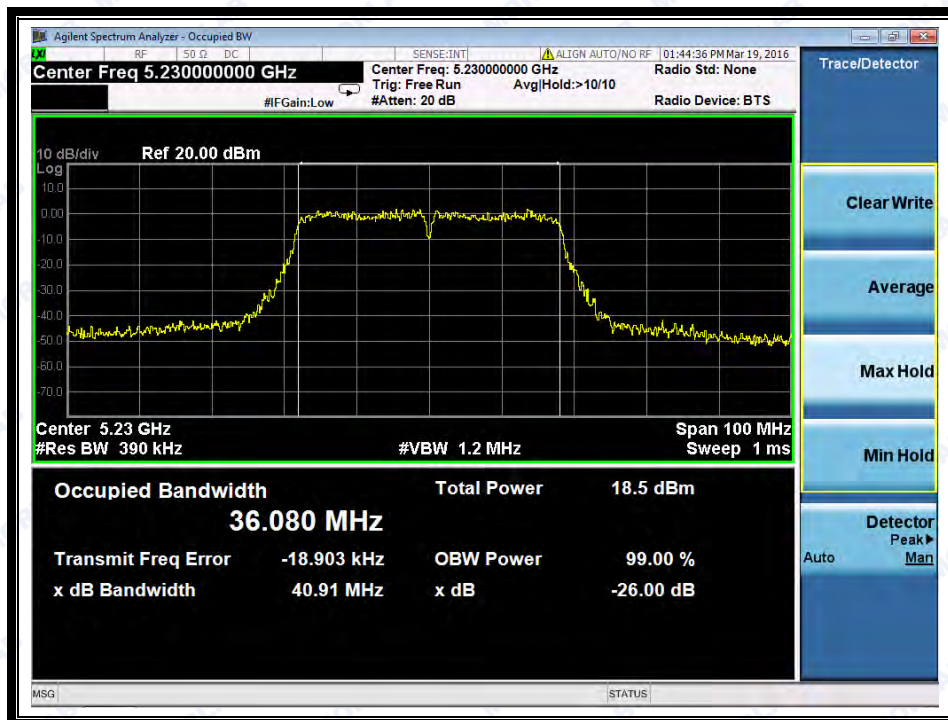 Agilent Spectrum Analyzer - Occupied BW
LXI RF 50 Ω DC SENSE:INT ALIGN AUTO/NO RF 01:44:36 PM Mar 19, 2016
Center Freq 5.230000000 GHz
Center Freq: 5.230000000 GHz Radio Std: None
Trig: Free Run Avg|Hold:>10/10
#IFGain:Low #Atten: 20 dB Radio Device: BTS
10 dB/div Ref 20.00 dBm
Log
10.0
0.00
-10.0
-20.0
-30.0
-40.0
-50.0
-60.0
-70.0
Center 5.23 GHz Span 100 MHz
#Res BW 390 kHz #VBW 1.2 MHz Sweep 1 ms
Occupied Bandwidth Total Power 18.5 dBm
36.080 MHz
Transmit Freq Error -18.903 kHz OBW Power 99.00 %
x dB Bandwidth 40.91 MHz x dB -26.00 dB
MSG STATUS
Trace/Detector
Clear Write
Average
Max Hold
Min Hold
Detector
Peak▶
Auto Man